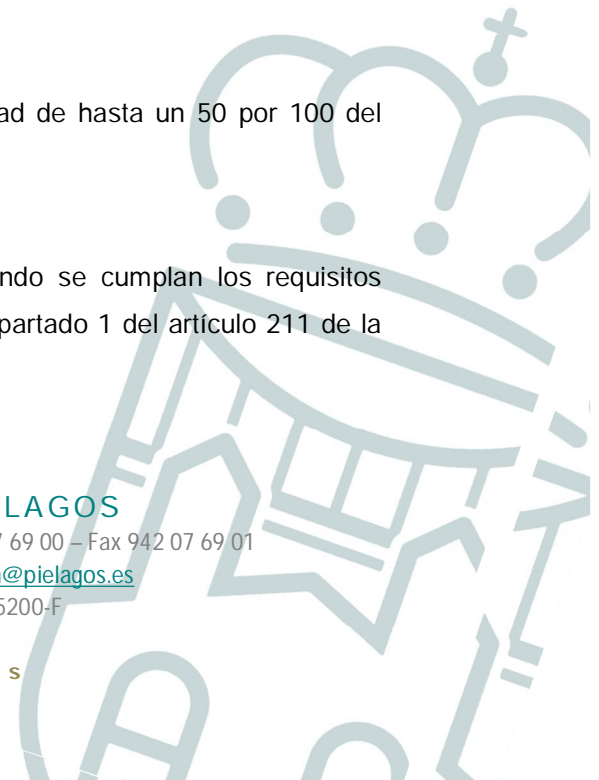 ad de hasta un 50 por 100 del
ndo se cumplan los requisitos
partado 1 del artículo 211 de la
LAGOS
69 00 – Fax 942 07 69 01
@pielagos.es
5200-F
s